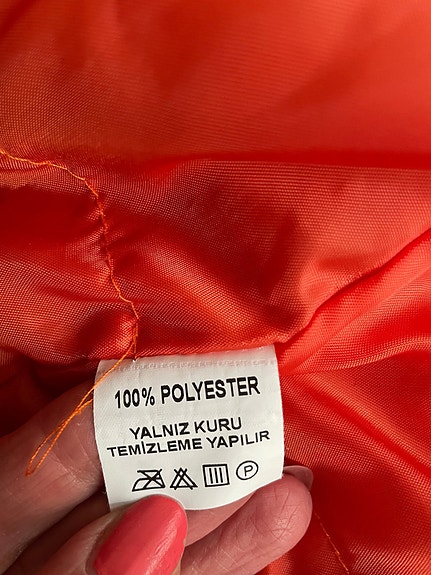 100% POLYESTER
YALNIZ KURU
TEMİZLEME YAPILIR
P